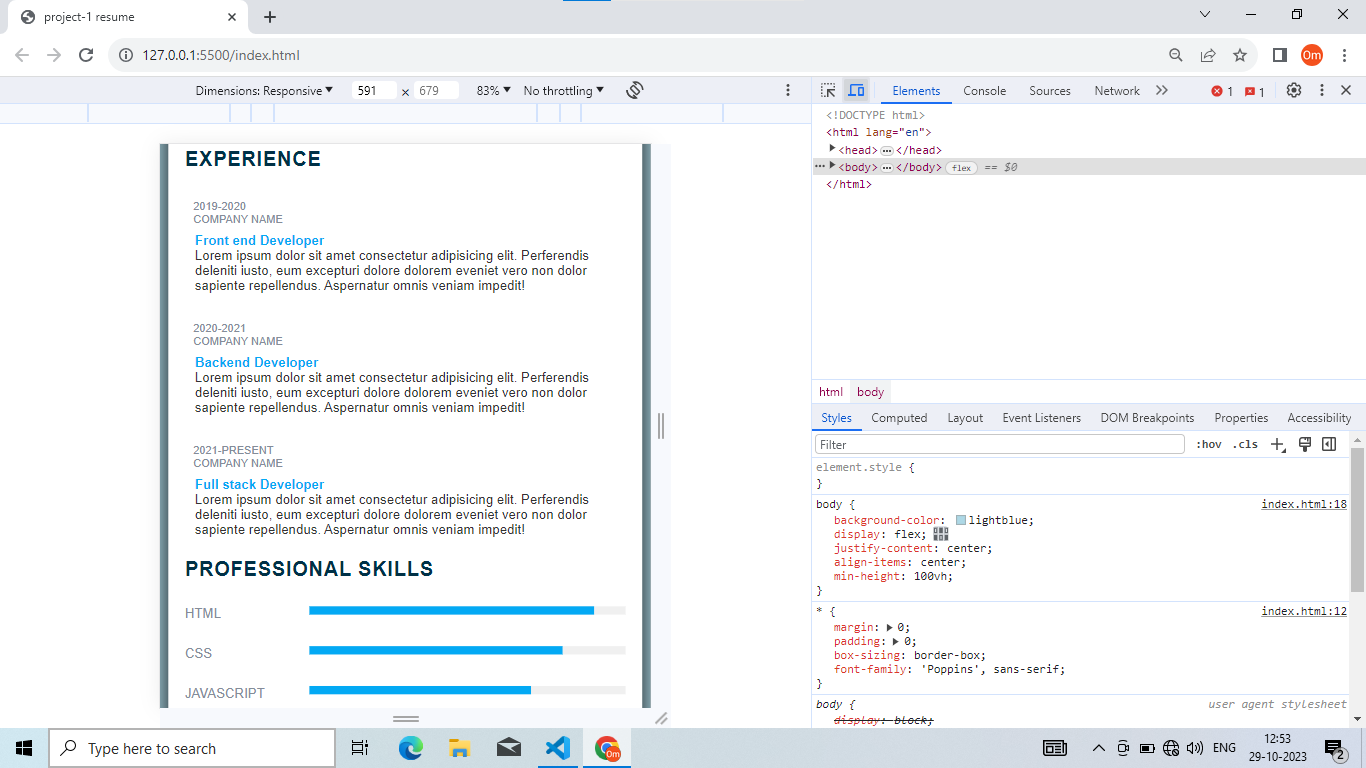 project-1 resume
127.0.0.1:5500/index.html
Om
Dimensions: Responsive
591 × 679
83%
No throttling
Elements
Console
Sources
Network
1
1
EXPERIENCE
2019-2020
COMPANY NAME
Front end Developer
Lorem ipsum dolor sit amet consectetur adipisicing elit. Perferendis
deleniti iusto, eum excepturi dolore dolorem eveniet vero non dolor
sapiente repellendus. Aspernatur omnis veniam impedit!
2020-2021
COMPANY NAME
Backend Developer
Lorem ipsum dolor sit amet consectetur adipisicing elit. Perferendis
deleniti iusto, eum excepturi dolore dolorem eveniet vero non dolor
sapiente repellendus. Aspernatur omnis veniam impedit!
2021-PRESENT
COMPANY NAME
Full stack Developer
Lorem ipsum dolor sit amet consectetur adipisicing elit. Perferendis
deleniti iusto, eum excepturi dolore dolorem eveniet vero non dolor
sapiente repellendus. Aspernatur omnis veniam impedit!
PROFESSIONAL SKILLS
HTML
CSS
JAVASCRIPT
<!DOCTYPE html>
<html lang="en">
<head> ⋯ </head>
<body> ⋯ </body> flex == $0
</html>
html body
Styles
Computed
Layout
Event Listeners
DOM Breakpoints
Properties
Accessibility
Filter
:hov .cls
element.style {
}
body { index.html:18
background-color: lightblue;
display: flex;
justify-content: center;
align-items: center;
min-height: 100vh;
}
* { index.html:12
margin: 0;
padding: 0;
box-sizing: border-box;
font-family: 'Poppins', sans-serif;
}
body { user agent stylesheet
display: block;
Type here to search
Om
ENG
12:53
29-10-2023
2